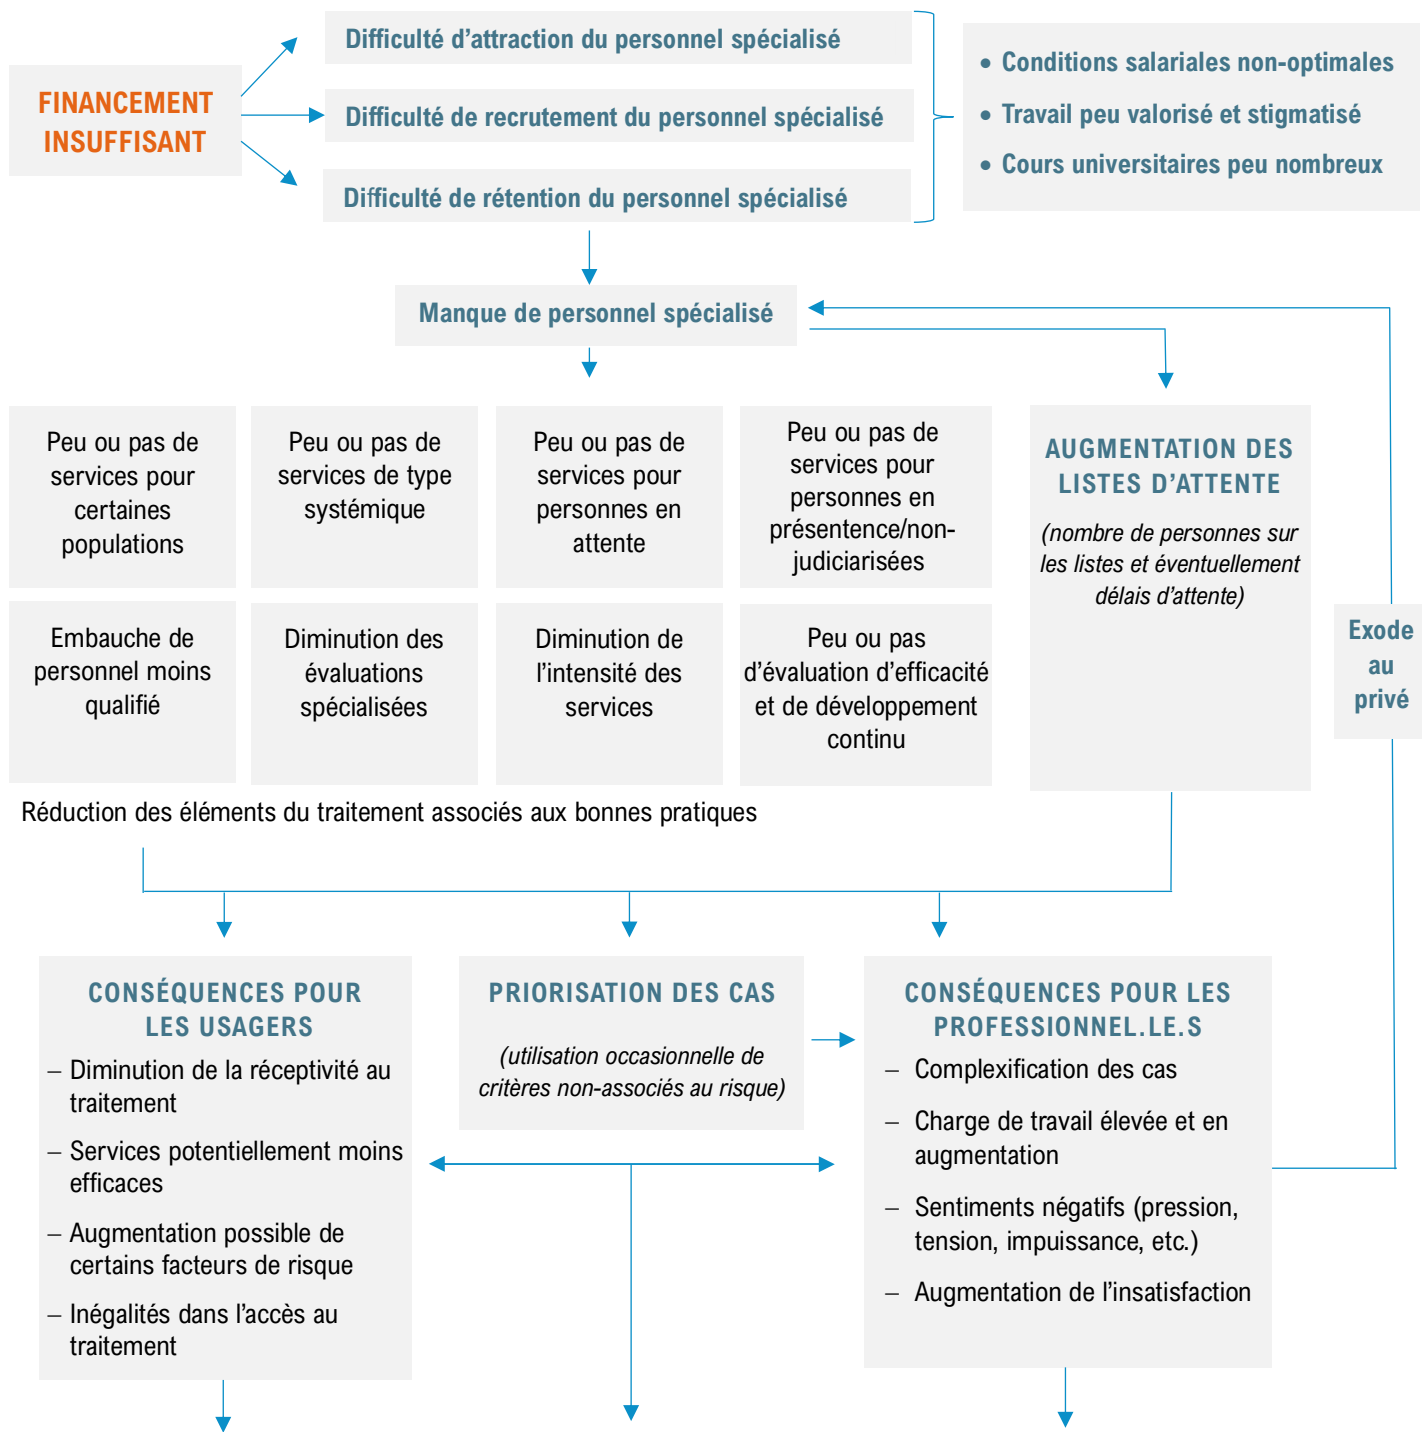 FINANCEMENT
INSUFFISANT
Difficulté d’attraction du personnel spécialisé
Difficulté de recrutement du personnel spécialisé
Difficulté de rétention du personnel spécialisé
• Conditions salariales non-optimales
• Travail peu valorisé et stigmatisé
• Cours universitaires peu nombreux
Manque de personnel spécialisé
Peu ou pas de
services pour
certaines
populations
Peu ou pas de
services de type
systémique
Peu ou pas de
services pour
personnes en
attente
Peu ou pas de
services pour
personnes en
présentence/non-
judiciarisées
AUGMENTATION DES
LISTES D’ATTENTE
(nombre de personnes sur
les listes et éventuellement
délais d’attente)
Embauche de
personnel moins
qualifié
Diminution des
évaluations
spécialisées
Diminution de
l’intensité des
services
Peu ou pas
d’évaluation d’efficacité
et de développement
continu
Exode
au
privé
Réduction des éléments du traitement associés aux bonnes pratiques
CONSÉQUENCES POUR
LES USAGERS
– Diminution de la réceptivité au
traitement
– Services potentiellement moins
efficaces
– Augmentation possible de
certains facteurs de risque
– Inégalités dans l’accès au
traitement
PRIORISATION DES CAS
(utilisation occasionnelle de
critères non-associés au risque)
CONSÉQUENCES POUR LES
PROFESSIONNEL.LE.S
– Complexification des cas
– Charge de travail élevée et en
augmentation
– Sentiments négatifs (pression,
tension, impuissance, etc.)
– Augmentation de l’insatisfaction